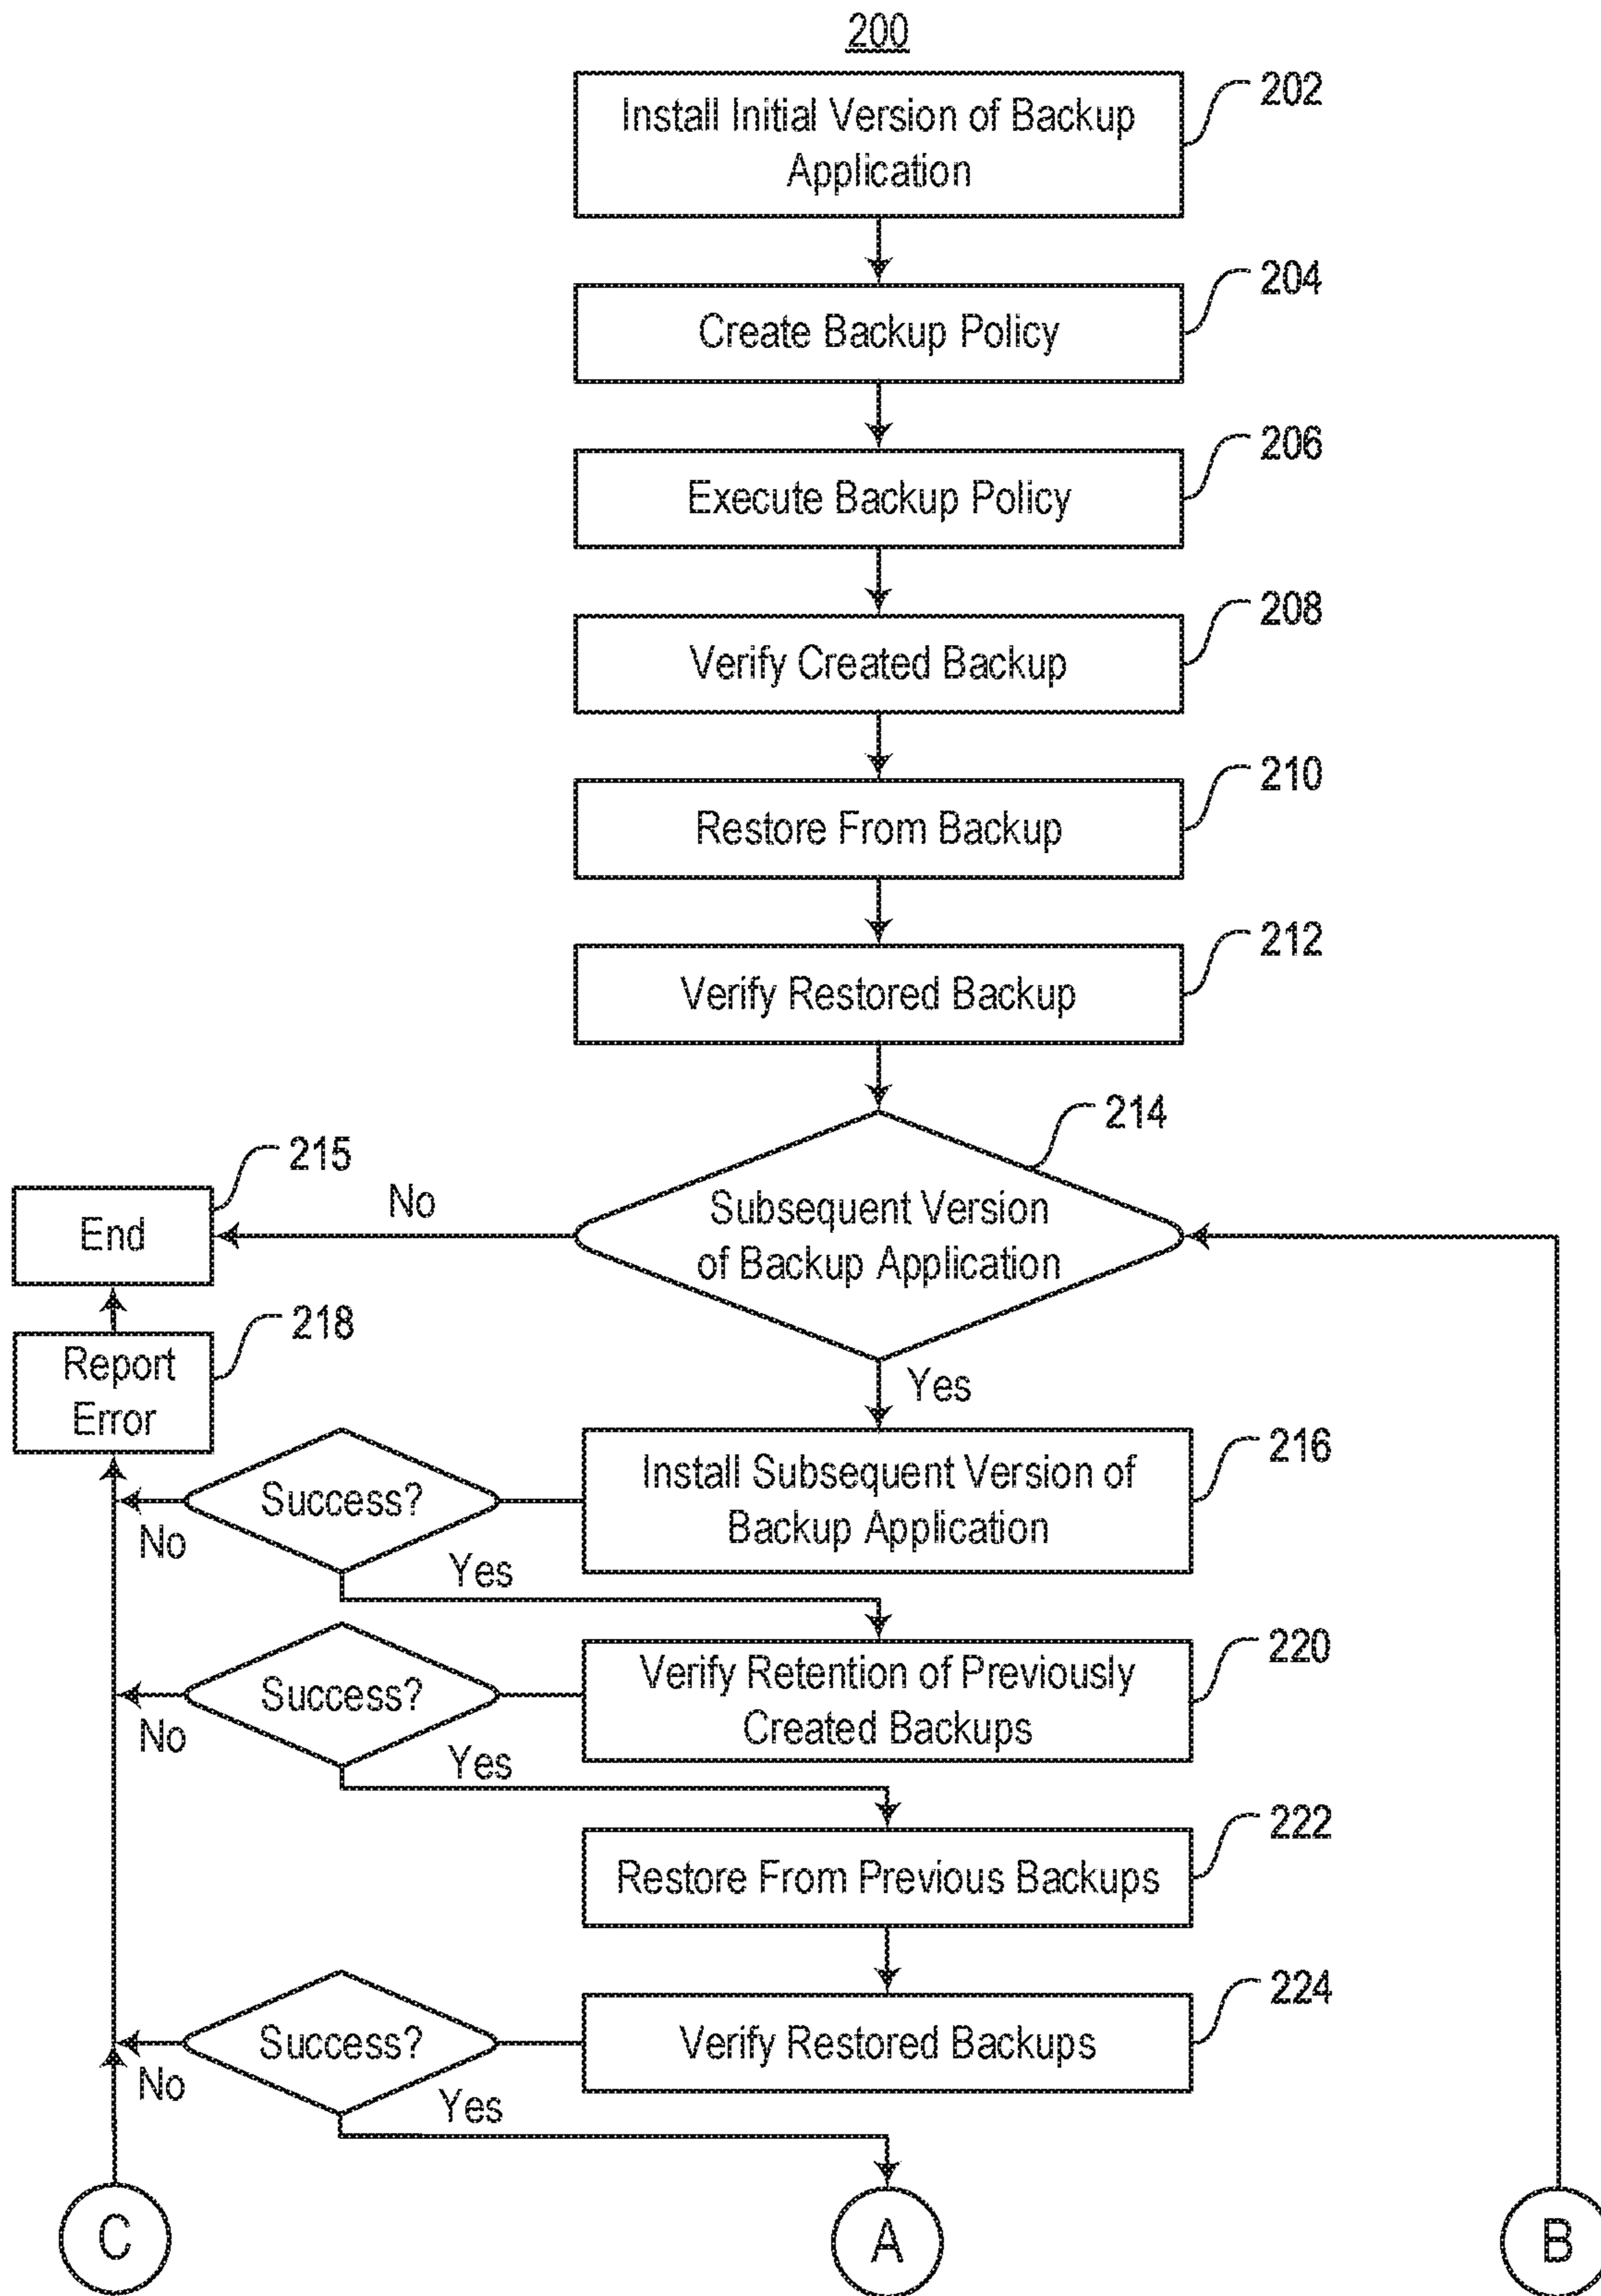 200
Install Initial Version of Backup
Application
202
Create Backup Policy
204
Execute Backup Policy
206
Verify Created Backup
208
Restore From Backup
210
Verify Restored Backup
212
Subsequent Version
of Backup Application
214
No
End
215
Report
Error
218
Yes
Install Subsequent Version of
Backup Application
216
Success?
No
Yes
Verify Retention of Previously
Created Backups
220
Success?
No
Yes
Restore From Previous Backups
222
Verify Restored Backups
224
Success?
No
Yes
C
A
B